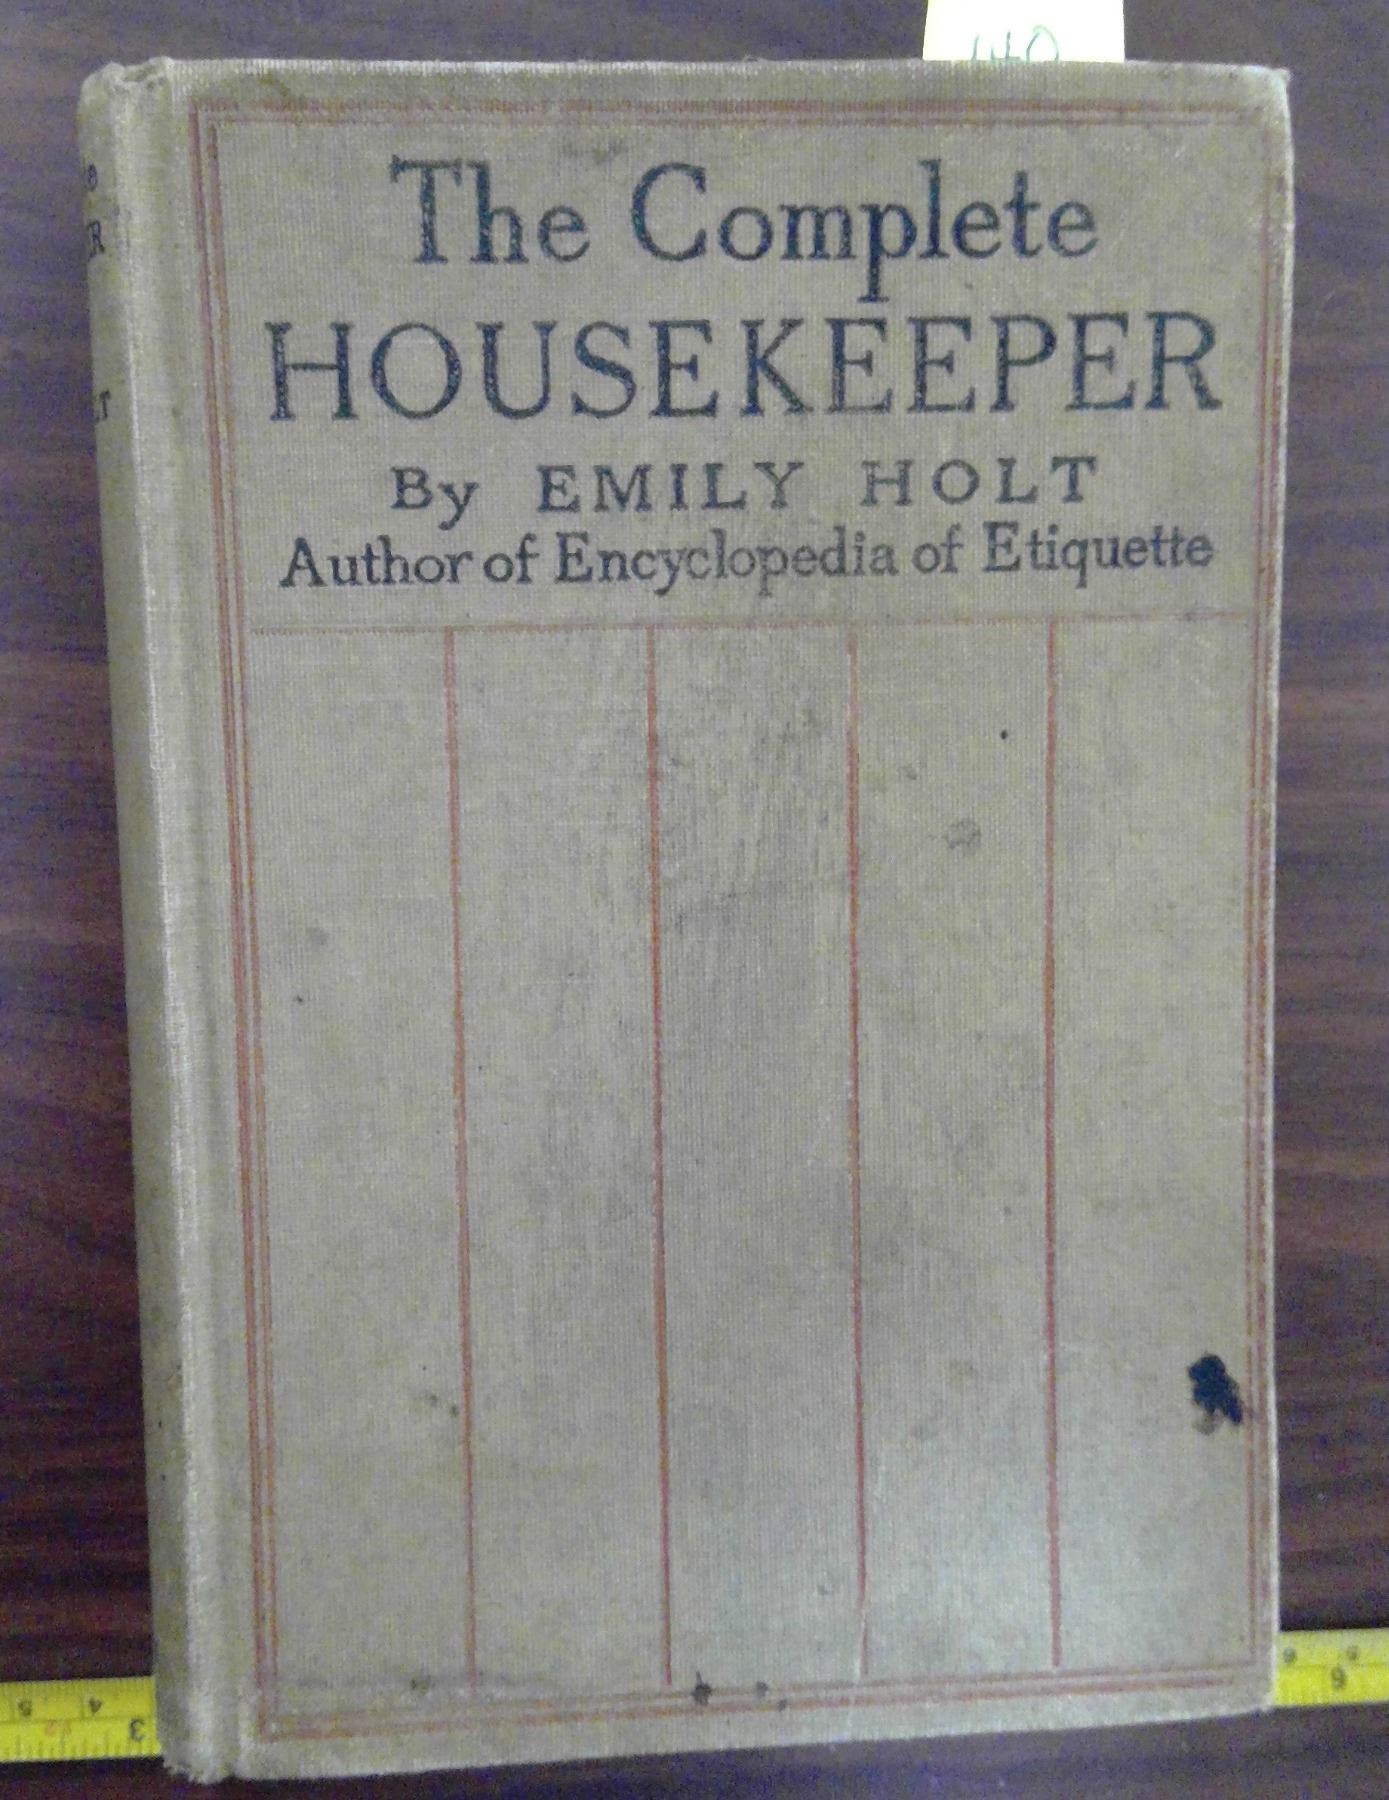 The Complete
HOUSEKEEPER
By EMILY HOLT
Author of Encyclopedia of Etiquette